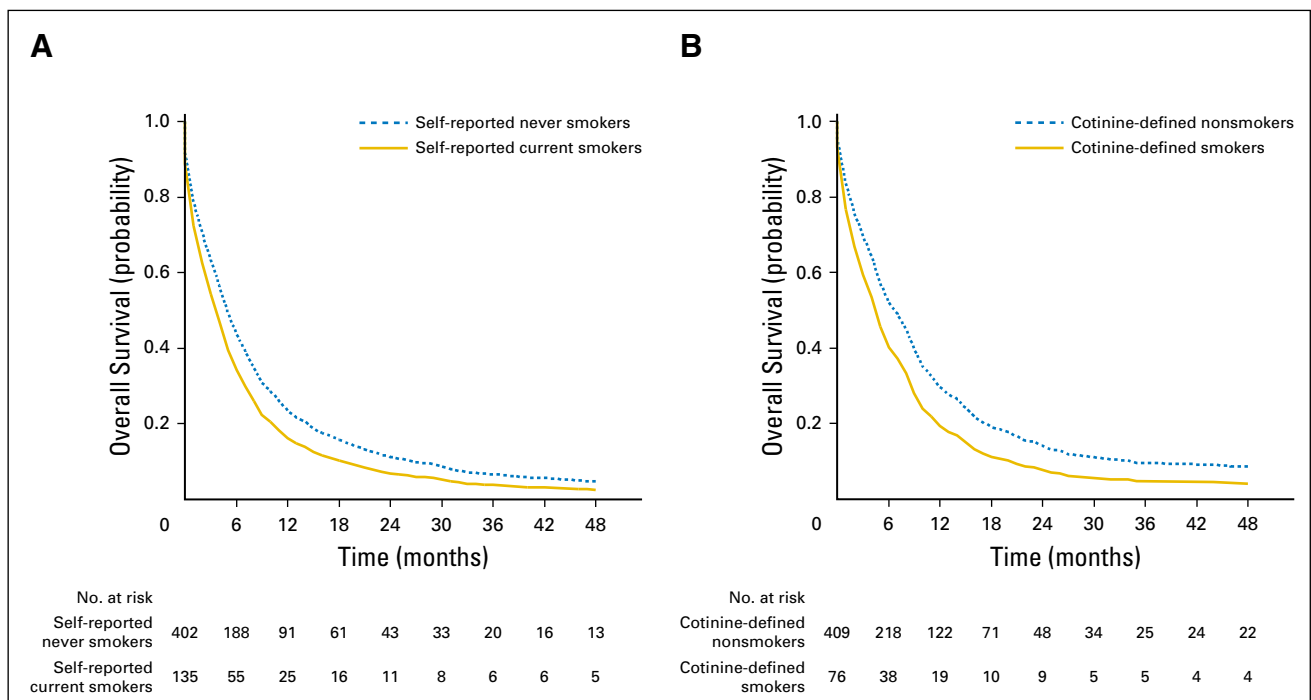 A
Self-reported never smokers
Self-reported current smokers
Overall Survival (probability)
1.0
0.8
0.6
0.4
0.2
0 6 12 18 24 30 36 42 48
Time (months)
No. at risk
Self-reported
never smokers 402 188 91 61 43 33 20 16 13
Self-reported
current smokers 135 55 25 16 11 8 6 6 5
B
Cotinine-defined nonsmokers
Cotinine-defined smokers
Overall Survival (probability)
1.0
0.8
0.6
0.4
0.2
0 6 12 18 24 30 36 42 48
Time (months)
No. at risk
Cotinine-defined
nonsmokers 409 218 122 71 48 34 25 24 22
Cotinine-defined
smokers 76 38 19 10 9 5 5 4 4